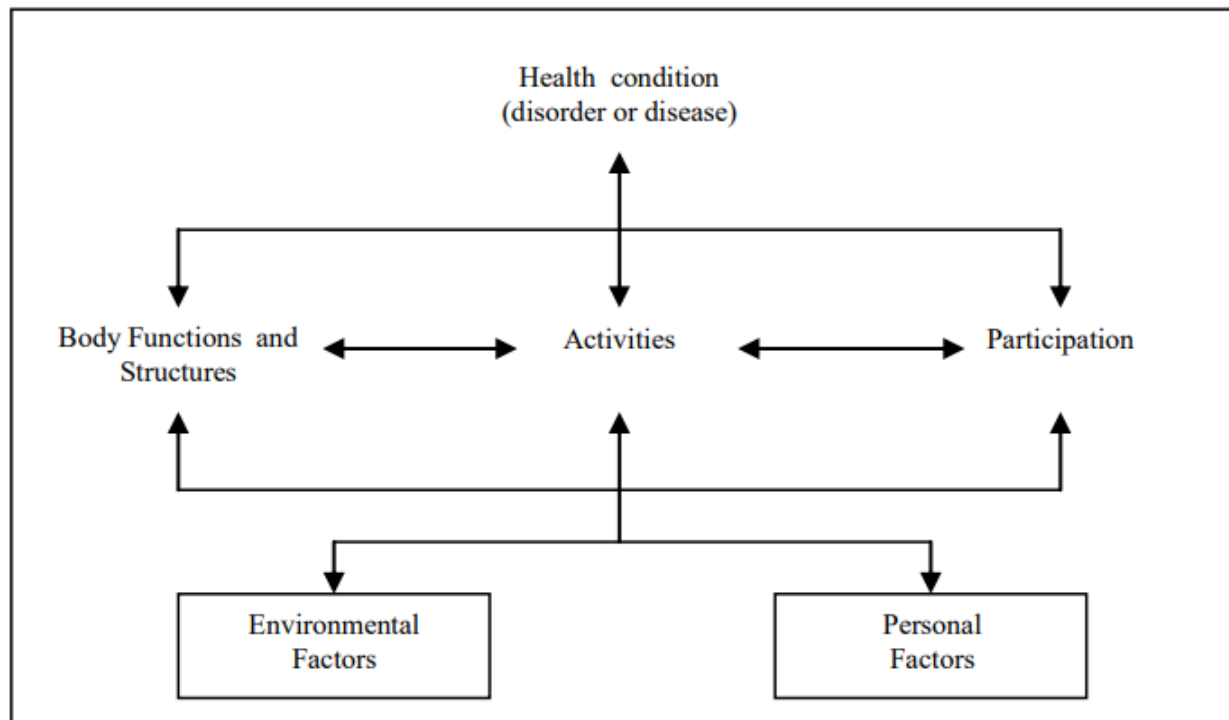 Health condition
(disorder or disease)
Body Functions and
Structures
Activities
Participation
Environmental
Factors
Personal
Factors